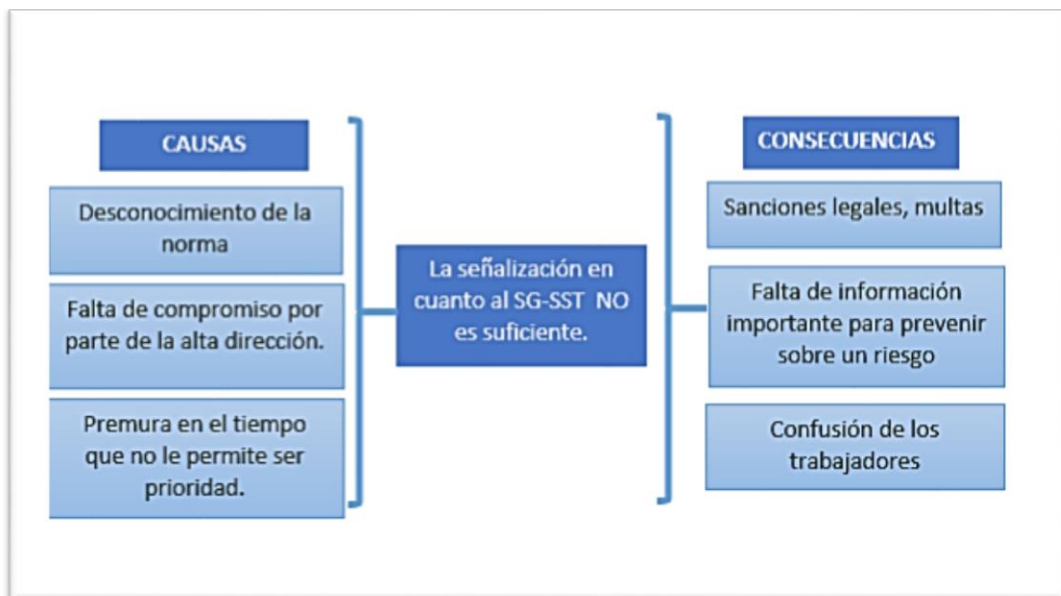 CAUSAS
Desconocimiento de la
norma
Falta de compromiso por
parte de la alta dirección.
Premura en el tiempo
que no le permite ser
prioridad.
La señalización en
cuanto al SG-SST NO
es suficiente.
CONSECUENCIAS
Sanciones legales, multas
Falta de información
importante para prevenir
sobre un riesgo
Confusión de los
trabajadores